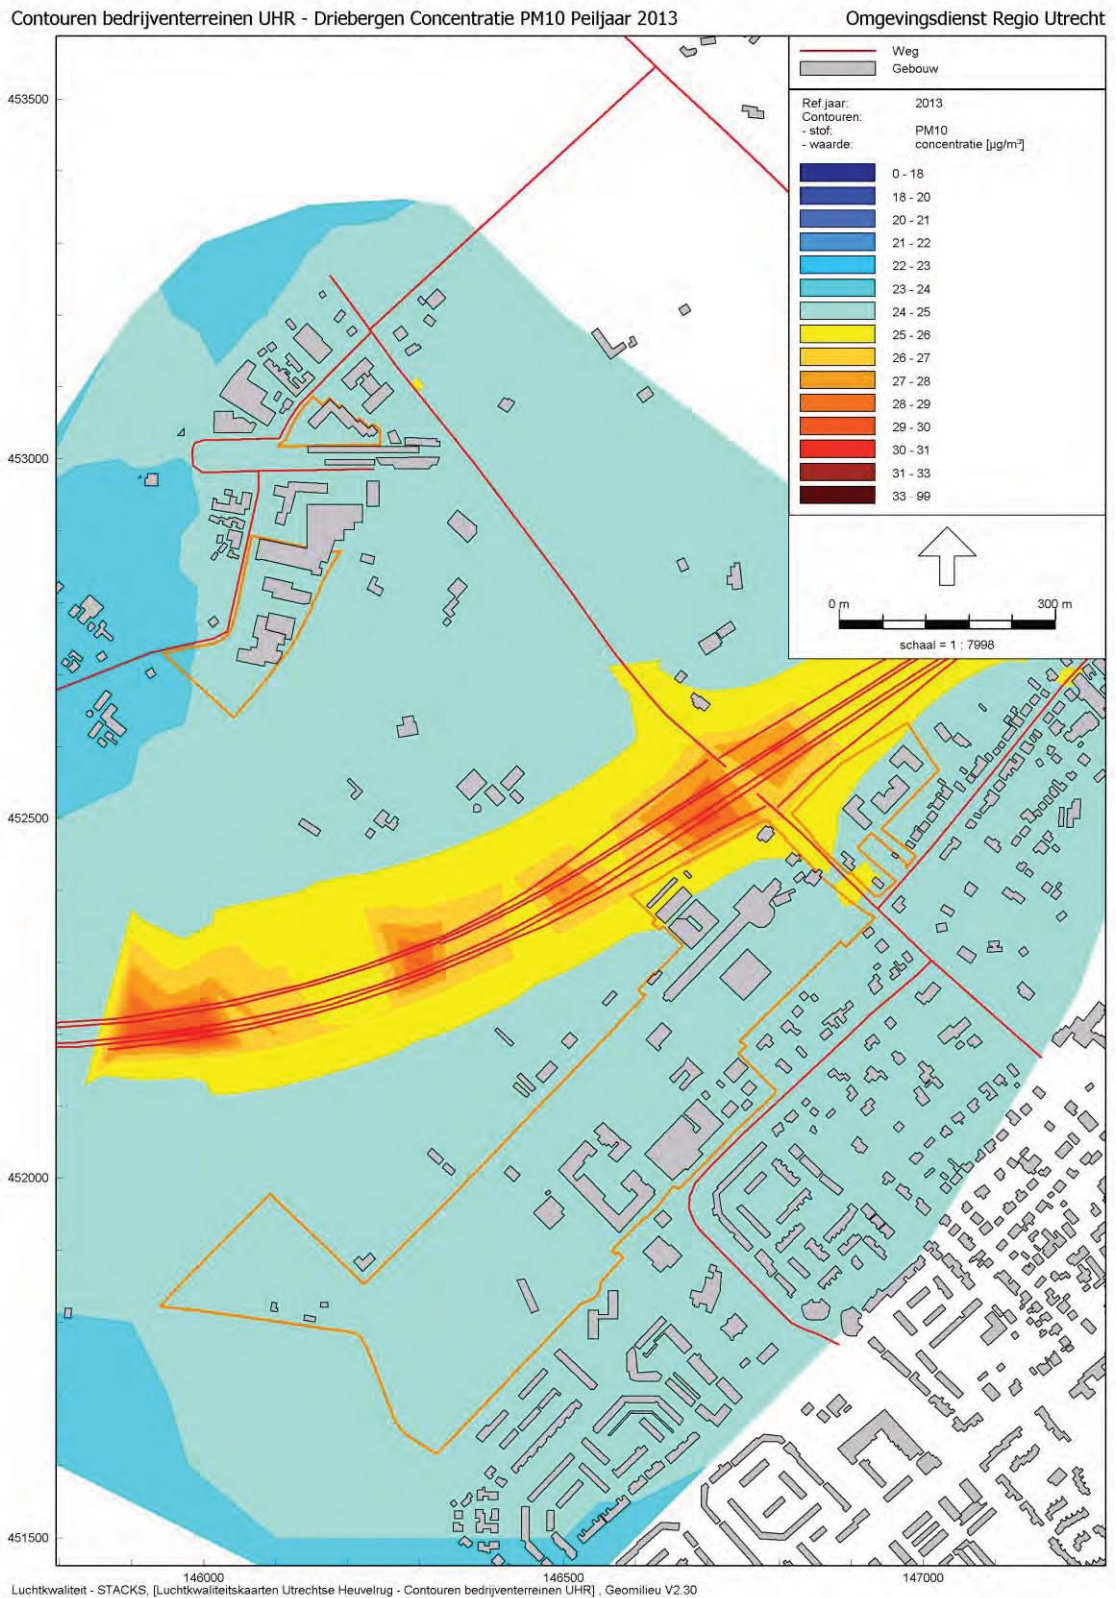 Contouren bedrijventerreinen UHR - Driebergen Concentratie PM10 Peiljaar 2013
Omgevingsdienst Regio Utrecht
Weg
Gebouw
Ref.jaar: 2013
Contouren:
- stof: PM10
- waarde: concentratie [µg/m³]
0 - 18
18 - 20
20 - 21
21 - 22
22 - 23
23 - 24
24 - 25
25 - 26
26 - 27
27 - 28
28 - 29
29 - 30
30 - 31
31 - 33
33 - 99
0 m 300 m
schaal = 1 : 7998
453500
453000
452500
452000
451500
146000 146500 147000
Luchtkwaliteit - STACKS, [Luchtkwaliteitskaarten Utrechtse Heuvelrug - Contouren bedrijventerreinen UHR] , Geomilieu V2.30